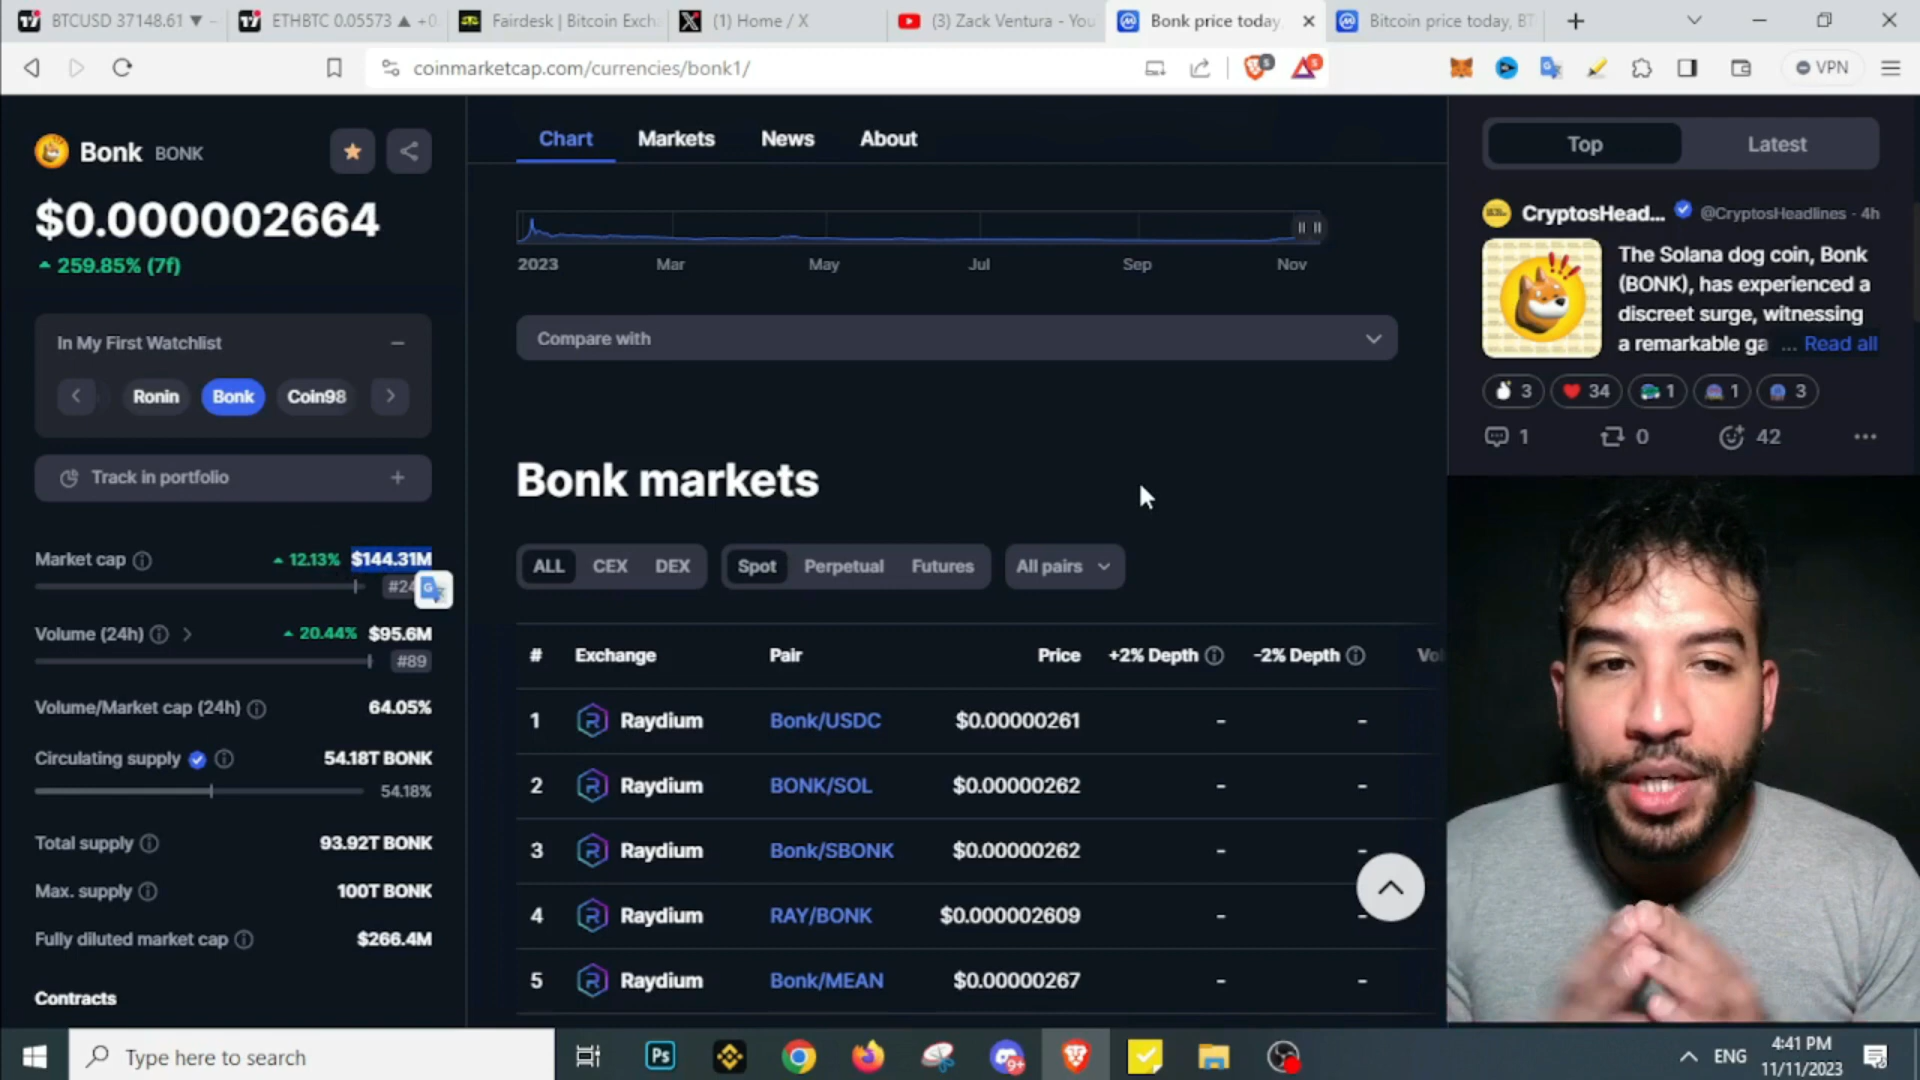 BTCUSD 37148.61 ▼ −
ETHBTC 0.05573 ▲ +0.
Fairdesk | Bitcoin Excha
(1) Home / X
(3) Zack Ventura - You
Bonk price today,
Bitcoin price today, BT
coinmarketcap.com/currencies/bonk1/
5
5
VPN
Bonk BONK
$0.000002664
259.85% (7f)
In My First Watchlist
Ronin
Bonk
Coin98
Track in portfolio
Market cap
12.13% $144.31M
#24
Volume (24h)
20.44% $95.6M
#89
Volume/Market cap (24h)
64.05%
Circulating supply
54.18T BONK
54.18%
Total supply
93.92T BONK
Max. supply
100T BONK
Fully diluted market cap
$266.4M
Contracts
Chart Markets News About
2023 Mar May Jul Sep Nov
Compare with
Bonk markets
ALL CEX DEX
Spot Perpetual Futures
All pairs
# Exchange Pair Price +2% Depth -2% Depth Vol
1 Raydium Bonk/USDC $0.00000261 - -
2 Raydium BONK/SOL $0.00000262 - -
3 Raydium Bonk/SBONK $0.00000262 - -
4 Raydium RAY/BONK $0.000002609 - -
5 Raydium Bonk/MEAN $0.00000267 - -
Top Latest
CryptosHead... @CryptosHeadlines · 4h
The Solana dog coin, Bonk
(BONK), has experienced a
discreet surge, witnessing
a remarkable ga ... Read all
3 34 1 1 3
1 0 42
Type here to search
Ps
9+
ENG
4:41 PM
11/11/2023